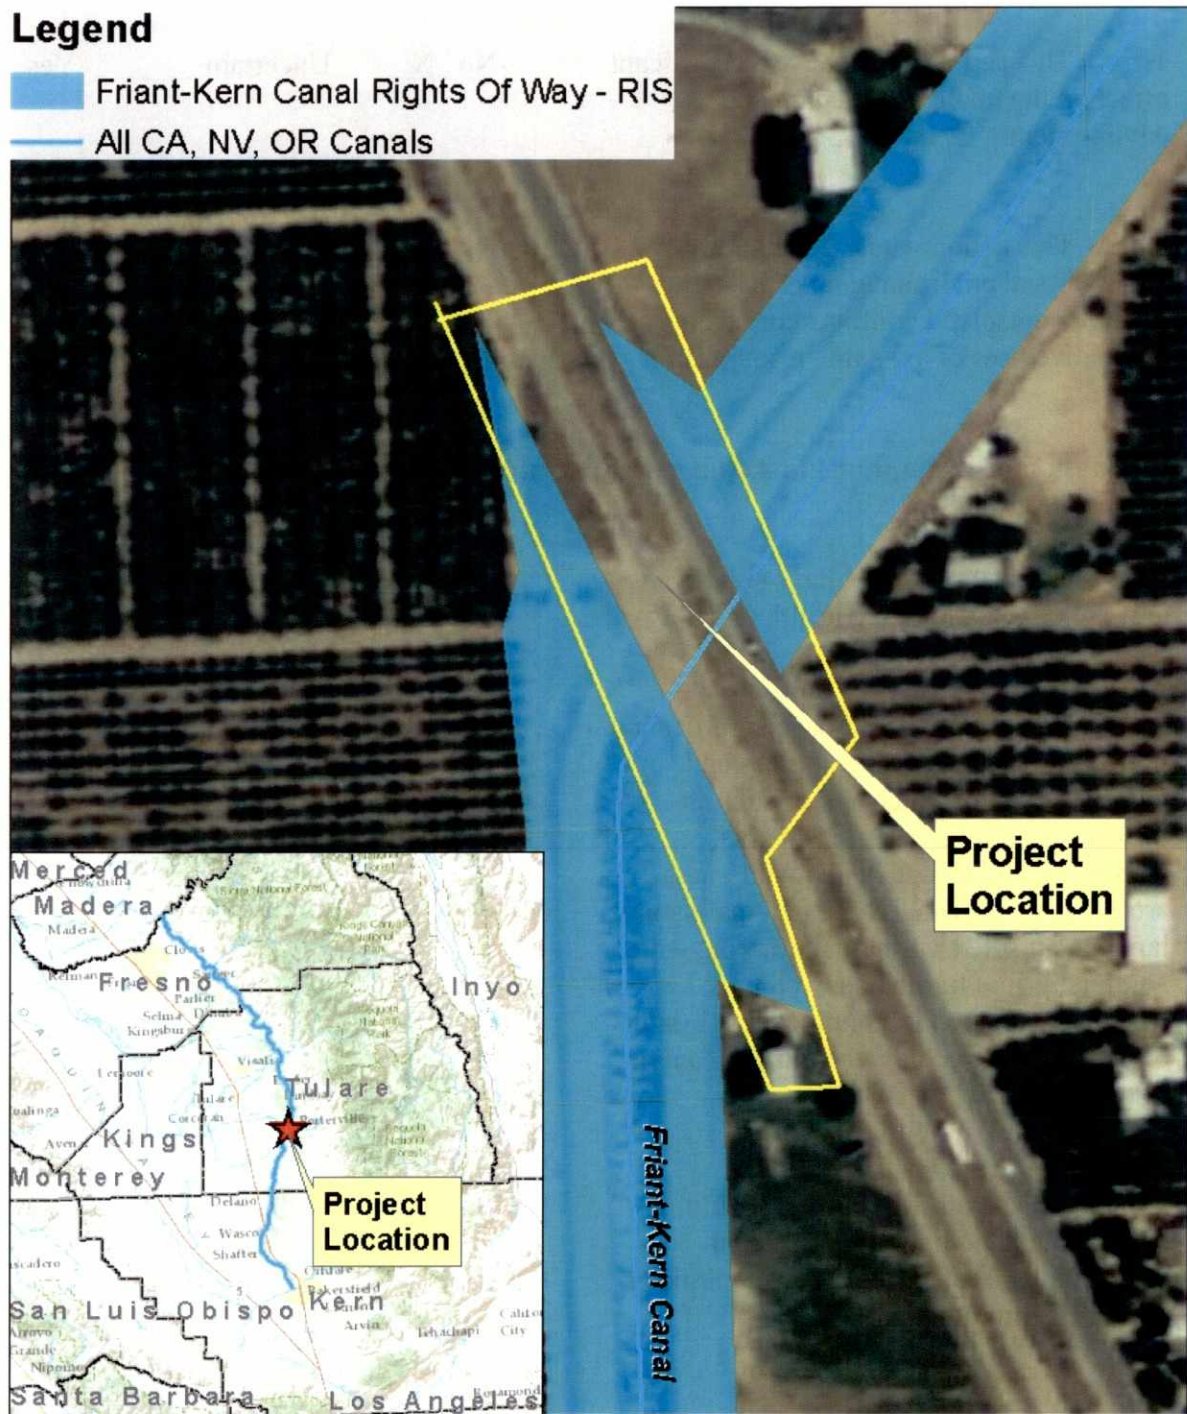 Legend
Friant-Kern Canal Rights Of Way - RIS
All CA, NV, OR Canals
Project
Location
Friant-Kern Canal
Merced
Madera
Madera
Clovis
Fresno
Sanger
Parlier
Selma
Kingsburg
Inyo
Visalia
Lemoore
Tulare
Tulare
Corcoran
Porterville
Kings
Avenal
Monterey
Delano
Project
Location
Wasco
Shafter
Oildale
Bakersfield
Kern
San Luis Obispo
Arvin
Tehachapi
City
Arroyo
Grande
Nipomo
Santa Barbara
Los Angeles
Rosamond